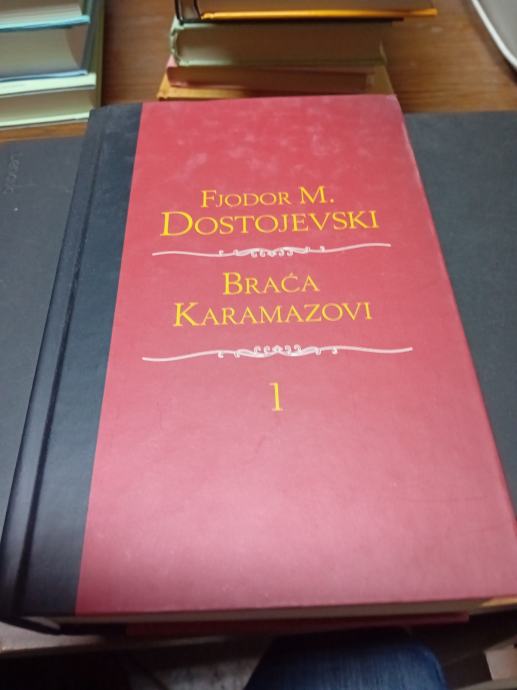 FJODOR M.
DOSTOJEVSKI
BRAĆA
KARAMAZOVI
1